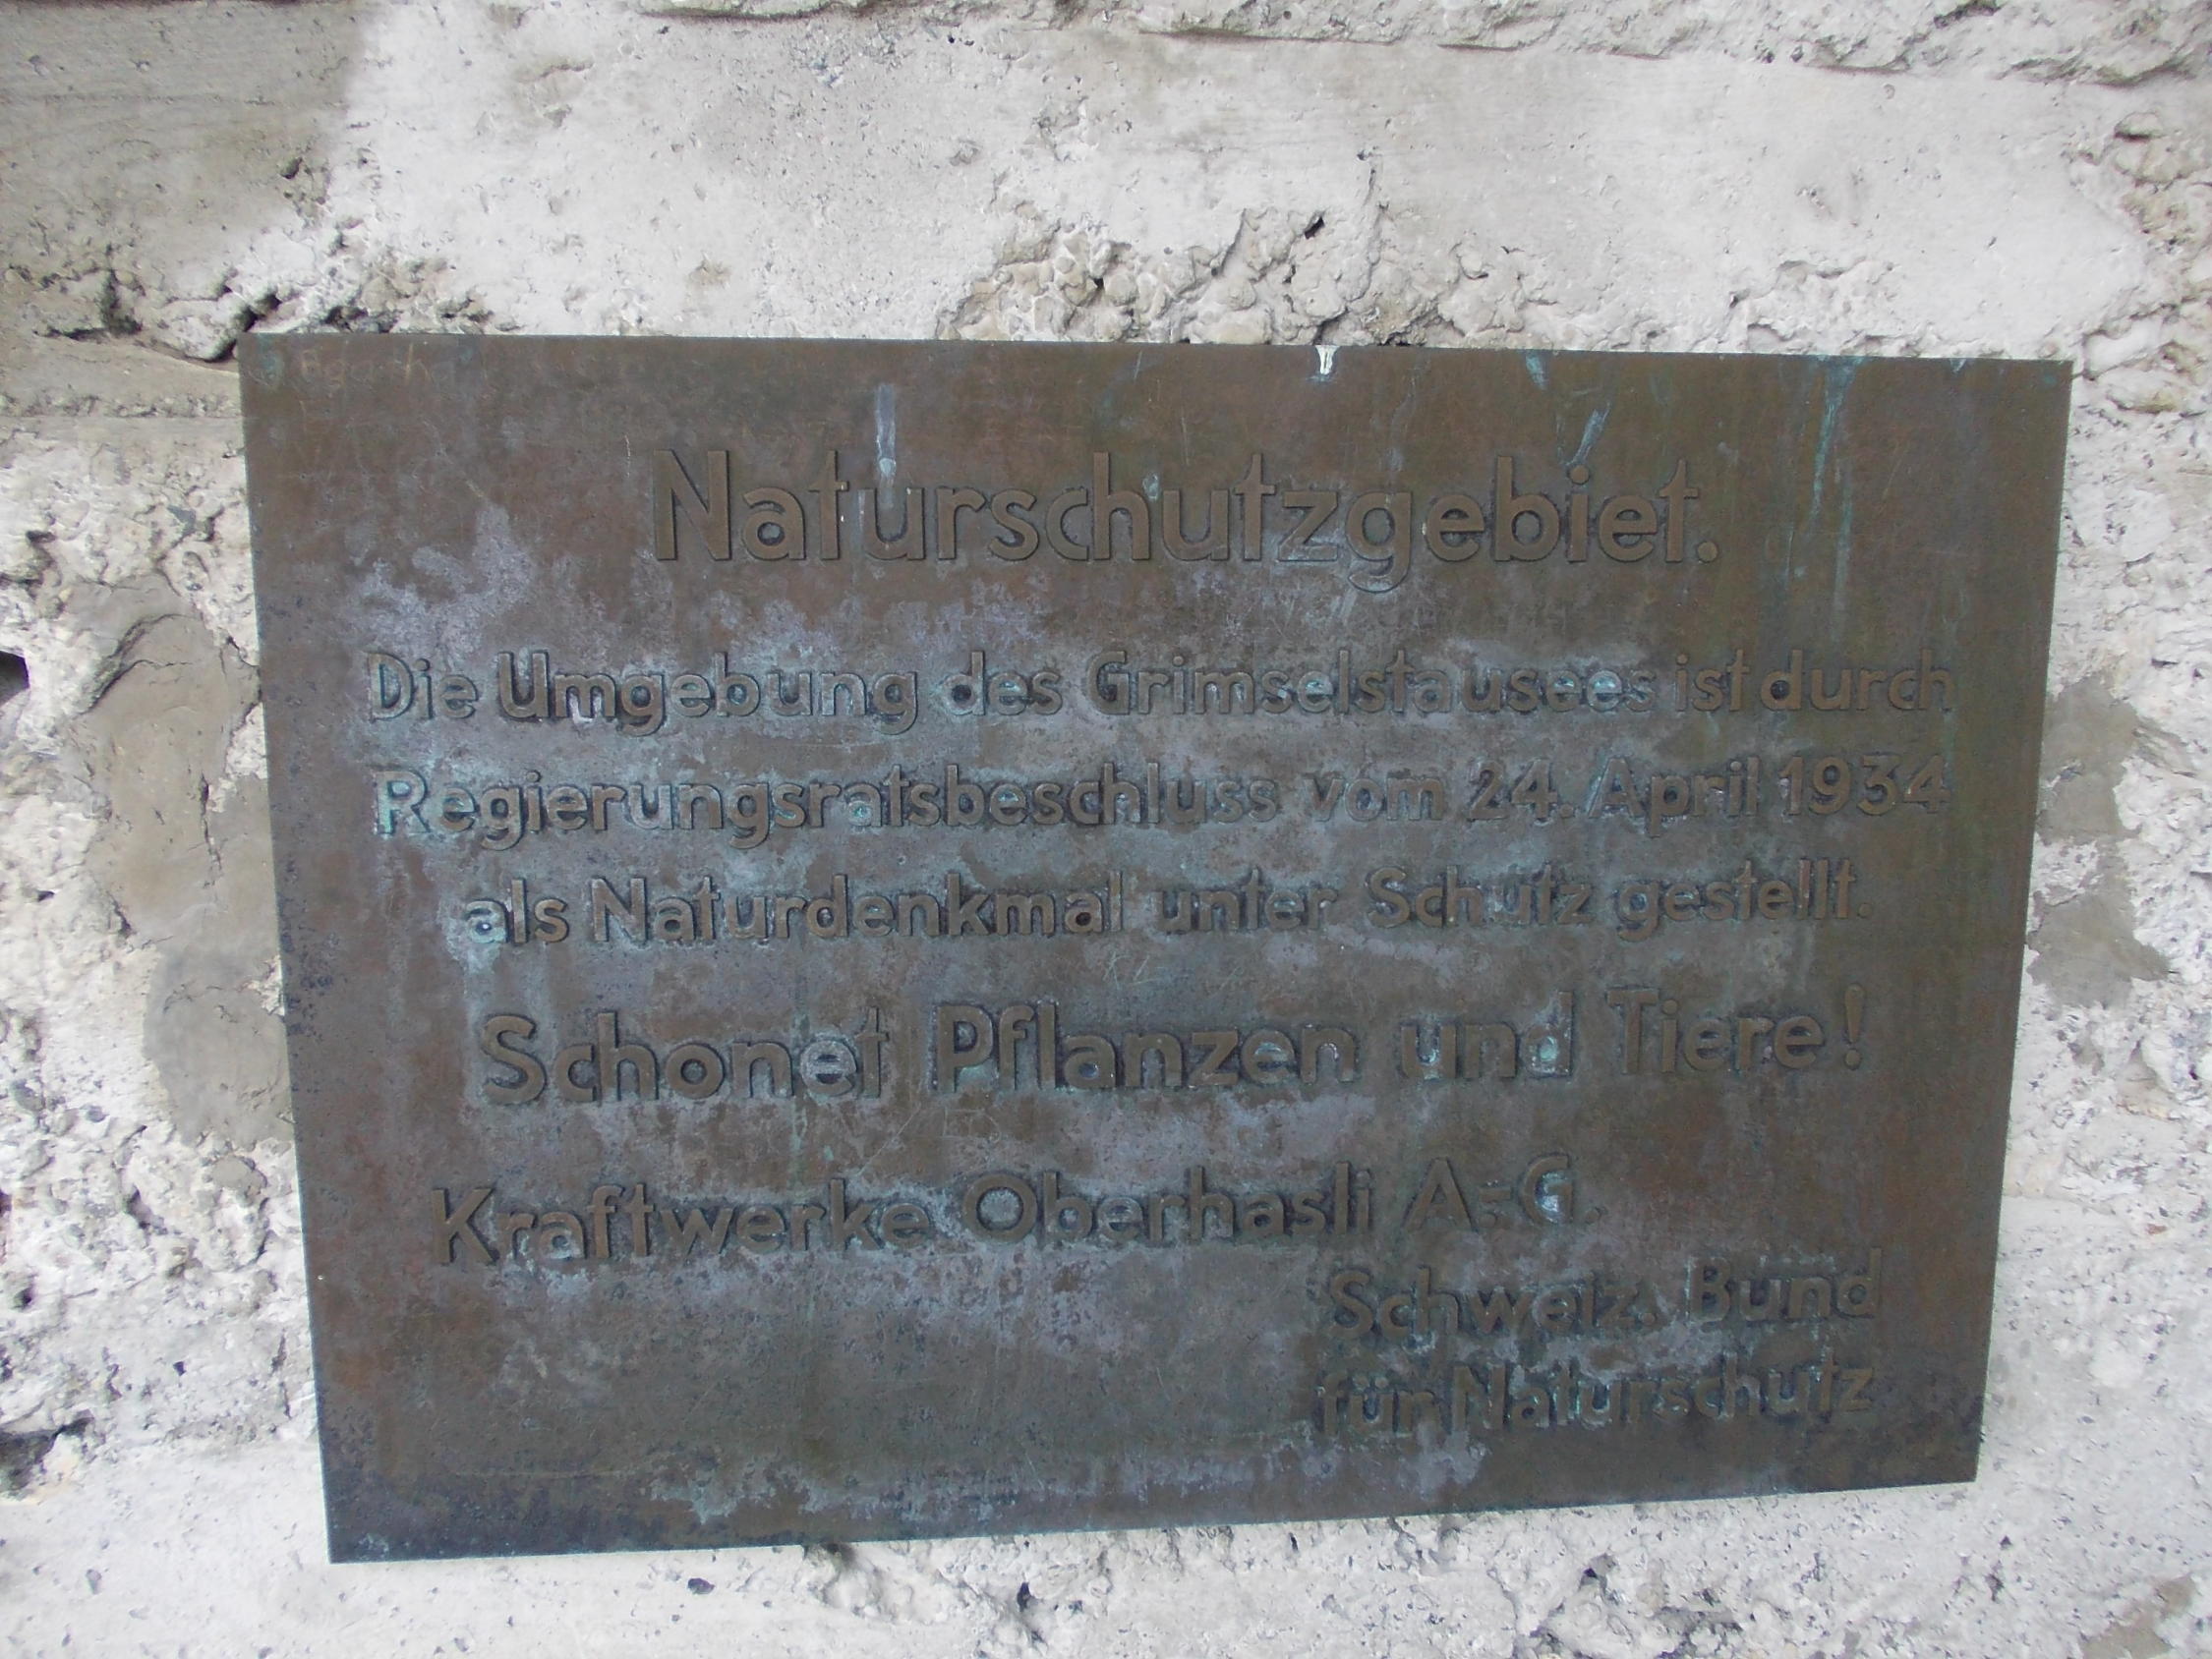 Naturschutzgebiet.
Die Umgebung des Grimselstausees ist durch
Regierungsratsbeschluss vom 24. April 1934
als Naturdenkmal unter Schutz gestellt.
Schonet Pflanzen und Tiere!
Kraftwerke Oberhasli A=G.
Schweiz. Bund
für Naturschutz